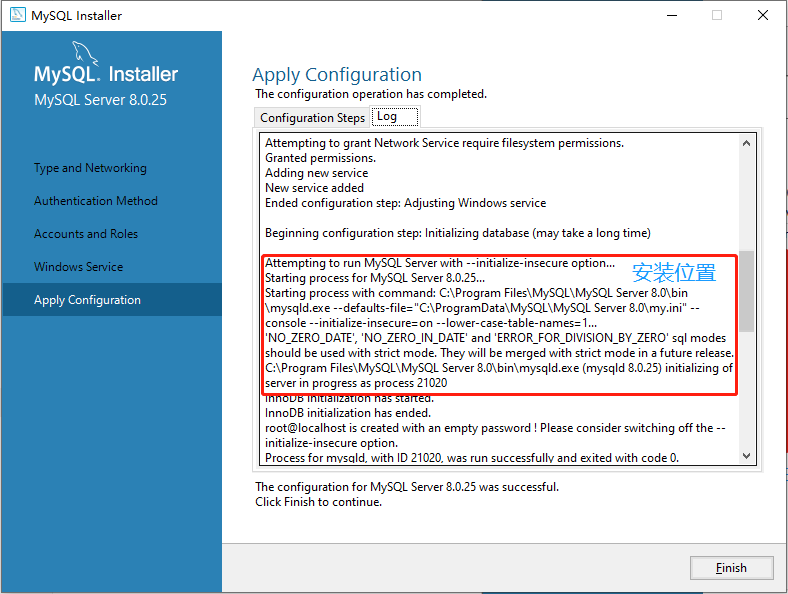 MySQL Installer
MySQL. Installer
MySQL Server 8.0.25
Type and Networking
Authentication Method
Accounts and Roles
Windows Service
Apply Configuration
Apply Configuration
The configuration operation has completed.
Configuration Steps
Log
Attempting to grant Network Service require filesystem permissions.
Granted permissions.
Adding new service
New service added
Ended configuration step: Adjusting Windows service
Beginning configuration step: Initializing database (may take a long time)
Attempting to run MySQL Server with --initialize-insecure option...
安装位置
Starting process for MySQL Server 8.0.25...
Starting process with command: C:\Program Files\MySQL\MySQL Server 8.0\bin
\mysqld.exe --defaults-file="C:\ProgramData\MySQL\MySQL Server 8.0\my.ini" --
console --initialize-insecure=on --lower-case-table-names=1...
'NO_ZERO_DATE', 'NO_ZERO_IN_DATE' and 'ERROR_FOR_DIVISION_BY_ZERO' sql modes
should be used with strict mode. They will be merged with strict mode in a future release.
C:\Program Files\MySQL\MySQL Server 8.0\bin\mysqld.exe (mysqld 8.0.25) initializing of
server in progress as process 21020
InnoDB initialization has started.
InnoDB initialization has ended.
root@localhost is created with an empty password ! Please consider switching off the --
initialize-insecure option.
Process for mysqld, with ID 21020, was run successfully and exited with code 0.
The configuration for MySQL Server 8.0.25 was successful.
Click Finish to continue.
Finish